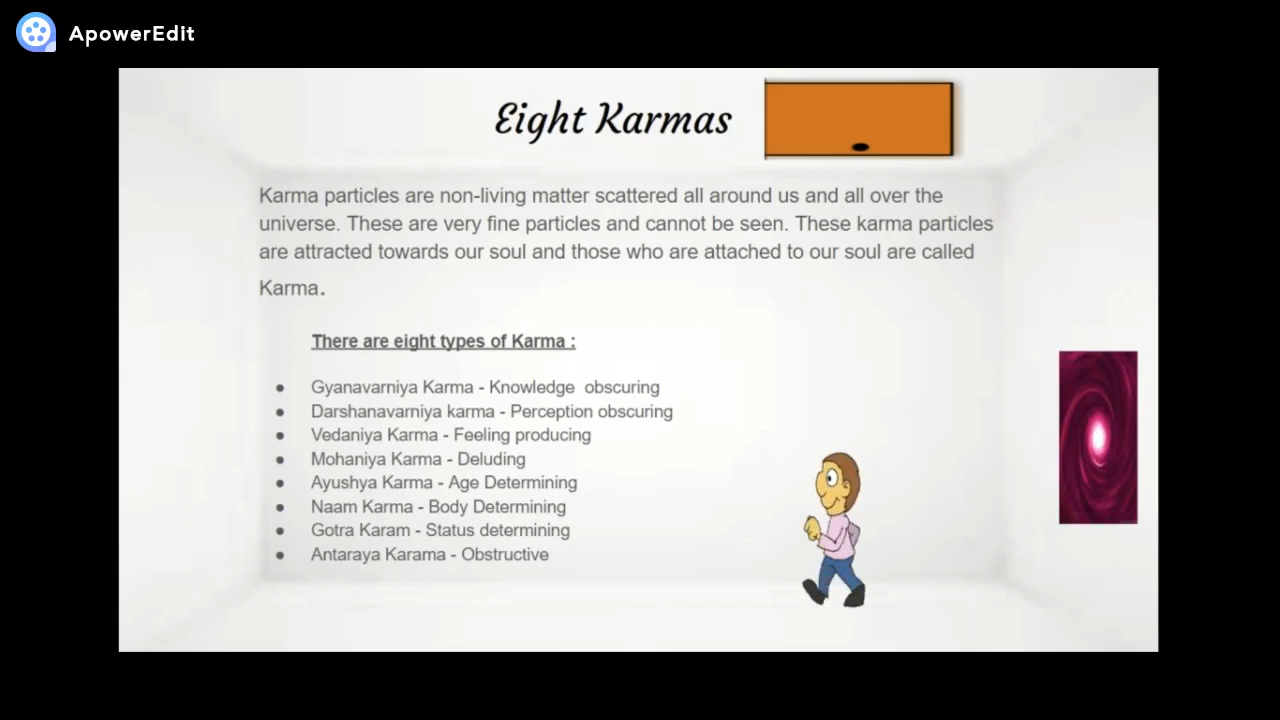 ApowerEdit
Eight Karmas
Karma particles are non-living matter scattered all around us and all over the
universe. These are very fine particles and cannot be seen. These karma particles
are attracted towards our soul and those who are attached to our soul are called
Karma.
There are eight types of Karma :
● Gyanavarniya Karma - Knowledge obscuring
● Darshanavarniya karma - Perception obscuring
● Vedaniya Karma - Feeling producing
● Mohaniya Karma - Deluding
● Ayushya Karma - Age Determining
● Naam Karma - Body Determining
● Gotra Karam - Status determining
● Antaraya Karama - Obstructive